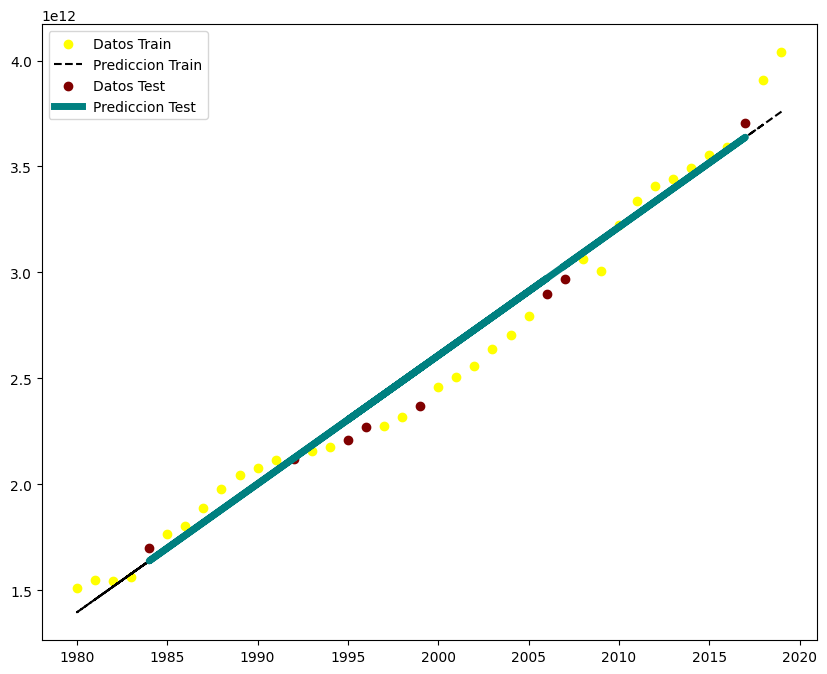 1e12
Datos Train
Prediccion Train
Datos Test
Prediccion Test
4.0
3.5
3.0
2.5
2.0
1.5
1980 1985 1990 1995 2000 2005 2010 2015 2020